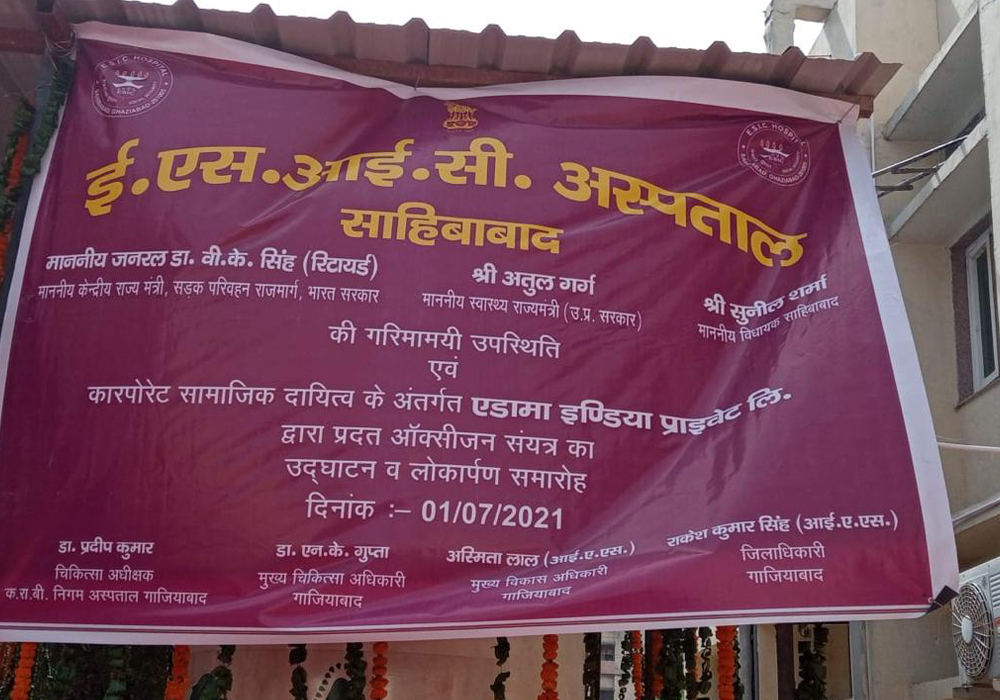 E.S.I.C. HOSPITAL
E.S.I.C. HOSPITAL
ई.एस.आई.सी. अस्पताल
साहिबाबाद
माननीय जनरल डा. वी.के. सिंह (रिटायर्ड)
माननीय केन्द्रीय राज्य मंत्री, सड़क परिवहन राजमार्ग, भारत सरकार
श्री अतुल गर्ग
माननीय स्वास्थ्य राज्यमंत्री (उ.प्र. सरकार)
श्री सुनील शर्मा
माननीय विधायक साहिबाबाद
की गरिमामयी उपस्थिति
एवं
कारपोरेट सामाजिक दायित्व के अंतर्गत एडामा इण्डिया प्राइवेट लि.
द्वारा प्रदत ऑक्सीजन संयत्र का
उद्घाटन व लोकार्पण समारोह
दिनांक :– 01/07/2021
डा. प्रदीप कुमार
चिकित्सा अधीक्षक
क.रा.बी. निगम अस्पताल गाजियाबाद
डा. एन.के. गुप्ता
मुख्य चिकित्सा अधिकारी
गाजियाबाद
अस्मिता लाल (आई.ए.एस.)
मुख्य विकास अधिकारी
गाजियाबाद
राकेश कुमार सिंह (आई.ए.एस.)
जिलाधिकारी
गाजियाबाद